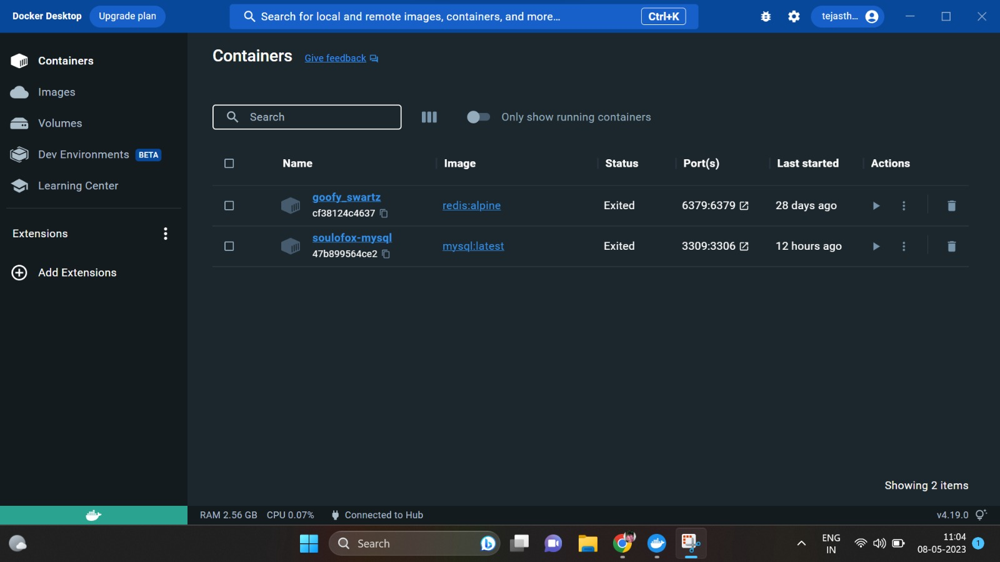 Docker Desktop Upgrade plan Search for local and remote images, containers, and more... Ctrl+K tejasth...
Containers
Images
Volumes
Dev Environments BETA
Learning Center
Extensions
Add Extensions
Containers Give feedback
Search Only show running containers
Name Image Status Port(s) Last started Actions
goofy_swartz
cf38124c4637
redis:alpine Exited 6379:6379 28 days ago
soulofox-mysql
47b899564ce2
mysql:latest Exited 3309:3306 12 hours ago
Showing 2 items
RAM 2.56 GB CPU 0.07% Connected to Hub v4.19.0
Search
ENG
IN
11:04
08-05-2023
1